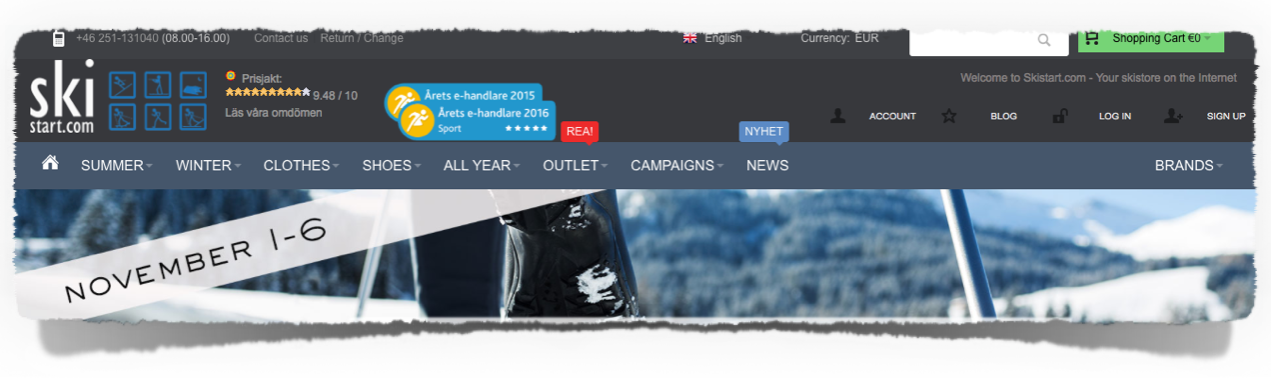 +46 251-131040 (08.00-16.00) Contact us Return / Change English Currency: EUR Shopping Cart €0
ski
start.com
Prisjakt:
9.48 / 10
Läs våra omdömen
Årets e-handlare 2015
Årets e-handlare 2016
Sport
Welcome to Skistart.com - Your skistore on the Internet
ACCOUNT BLOG LOG IN SIGN UP
REA! NYHET
SUMMER WINTER CLOTHES SHOES ALL YEAR OUTLET CAMPAIGNS NEWS BRANDS
NOVEMBER 1-6